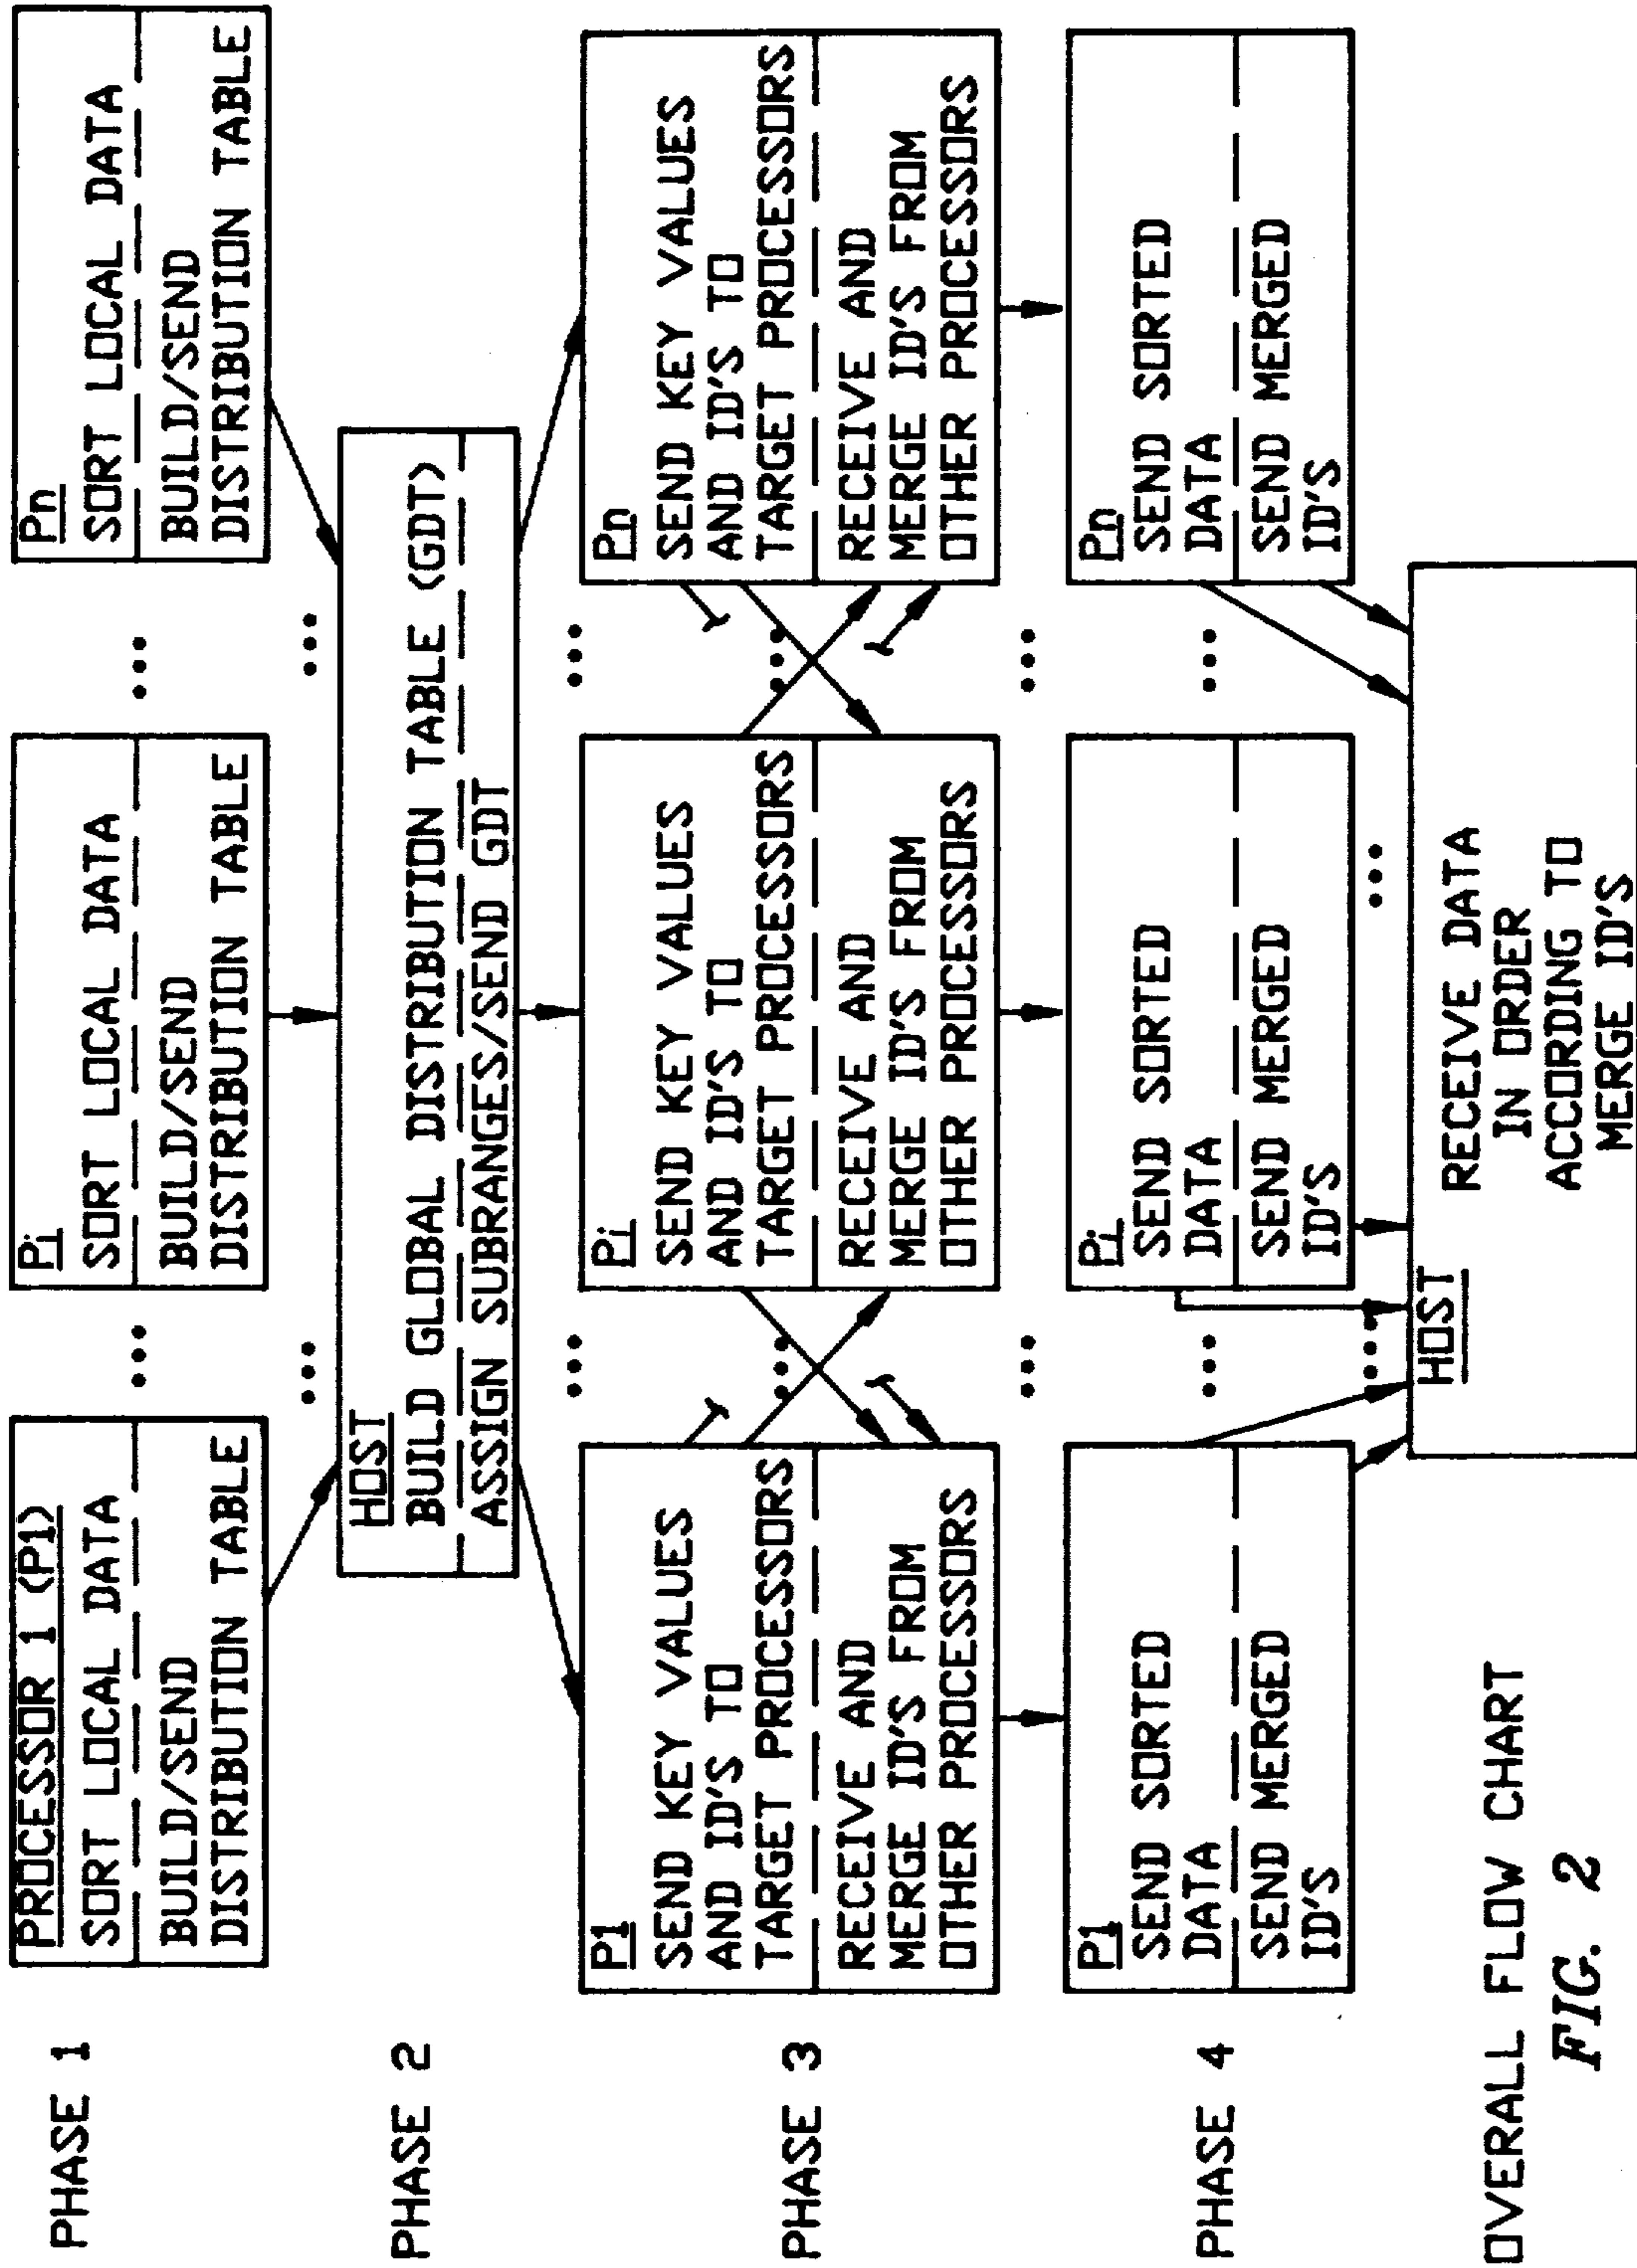 PHASE 1
PROCESSOR 1 (P1)
SORT LOCAL DATA
BUILD/SEND
DISTRIBUTION TABLE
...
Pi
SORT LOCAL DATA
BUILD/SEND
DISTRIBUTION TABLE
...
Pn
SORT LOCAL DATA
BUILD/SEND
DISTRIBUTION TABLE
... ...
PHASE 2
HOST
BUILD GLOBAL DISTRIBUTION TABLE (GDT)
ASSIGN SUBRANGES/SEND GDT
... ...
PHASE 3
P1
SEND KEY VALUES
AND ID'S TO
TARGET PROCESSORS
RECEIVE AND
MERGE ID'S FROM
OTHER PROCESSORS
...
Pi
SEND KEY VALUES
AND ID'S TO
TARGET PROCESSORS
RECEIVE AND
MERGE ID'S FROM
OTHER PROCESSORS
...
Pn
SEND KEY VALUES
AND ID'S TO
TARGET PROCESSORS
RECEIVE AND
MERGE ID'S FROM
OTHER PROCESSORS
... ...
PHASE 4
P1
SEND SORTED
DATA
SEND MERGED
ID'S
...
Pi
SEND SORTED
DATA
SEND MERGED
ID'S
...
Pn
SEND SORTED
DATA
SEND MERGED
ID'S
... ...
HOST
RECEIVE DATA
IN ORDER
ACCORDING TO
MERGE ID'S
OVERALL FLOW CHART
FIG. 2